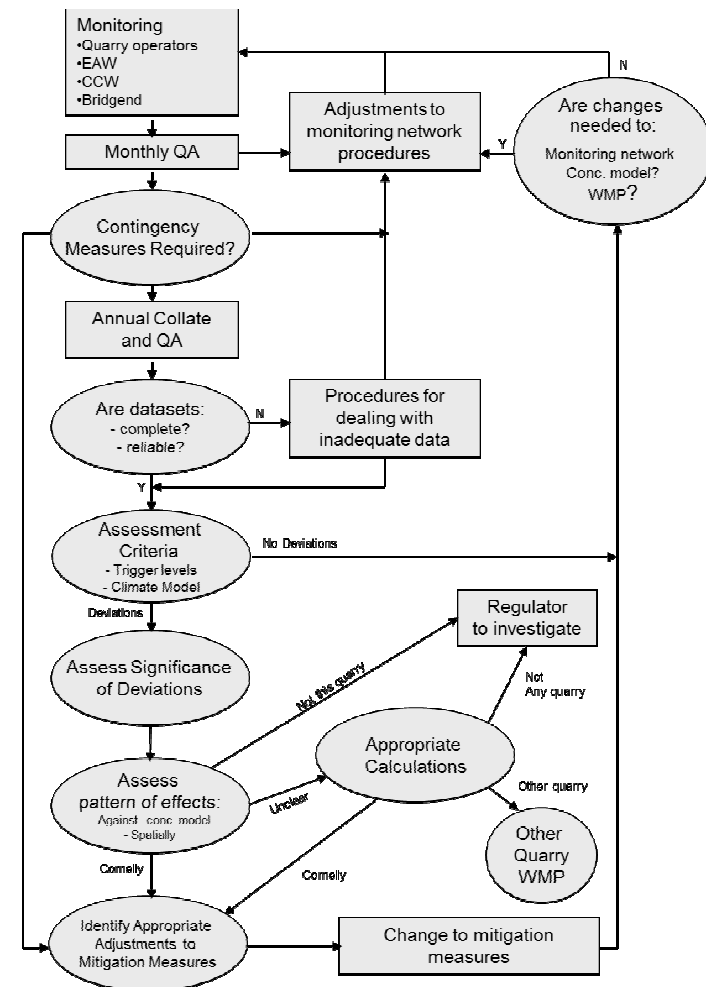 Monitoring
•Quarry operators
•EAW
•CCW
•Bridgend
N
Adjustments to
monitoring network
procedures
Are changes
needed to:
Monitoring network
Conc. model?
WMP?
Y
Monthly QA
Contingency
Measures Required?
Annual Collate
and QA
Are datasets:
- complete?
- reliable?
N
Procedures for
dealing with
inadequate data
Y
Assessment
Criteria
- Trigger levels
- Climate Model
No Deviations
Deviations
Regulator
to investigate
Assess Significance
of Deviations
Not this quarry
Not
Any quarry
Appropriate
Calculations
Assess
pattern of effects:
Against conc. model
- Spatially
Unclear
Other quarry
Other
Quarry
WMP
Cornelly
Cornelly
Identify Appropriate
Adjustments to
Mitigation Measures
Change to mitigation
measures